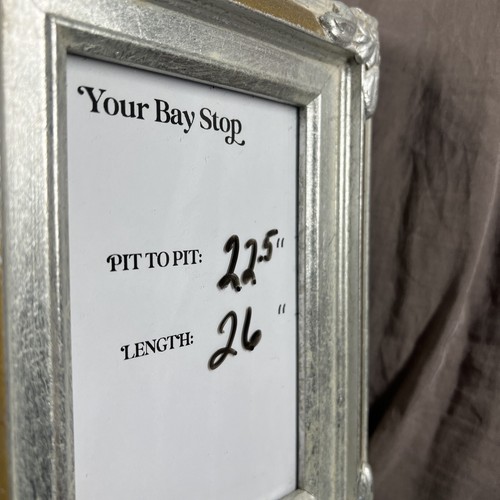 Your Bay Stop
PIT TO PIT: 22.5"
LENGTH: 26 "